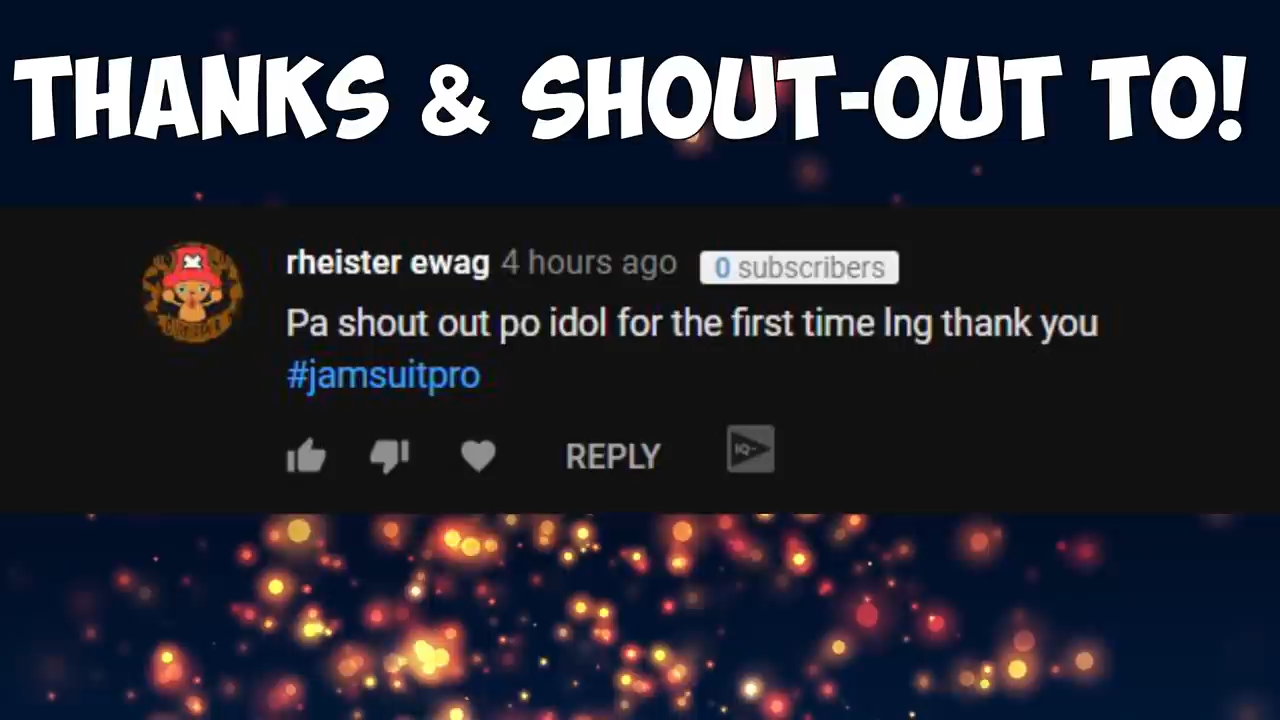 THANKS & SHOUT-OUT TO!
rheister ewag 4 hours ago 0 subscribers
Pa shout out po idol for the first time lng thank you
#jamsuitpro
REPLY
IQ